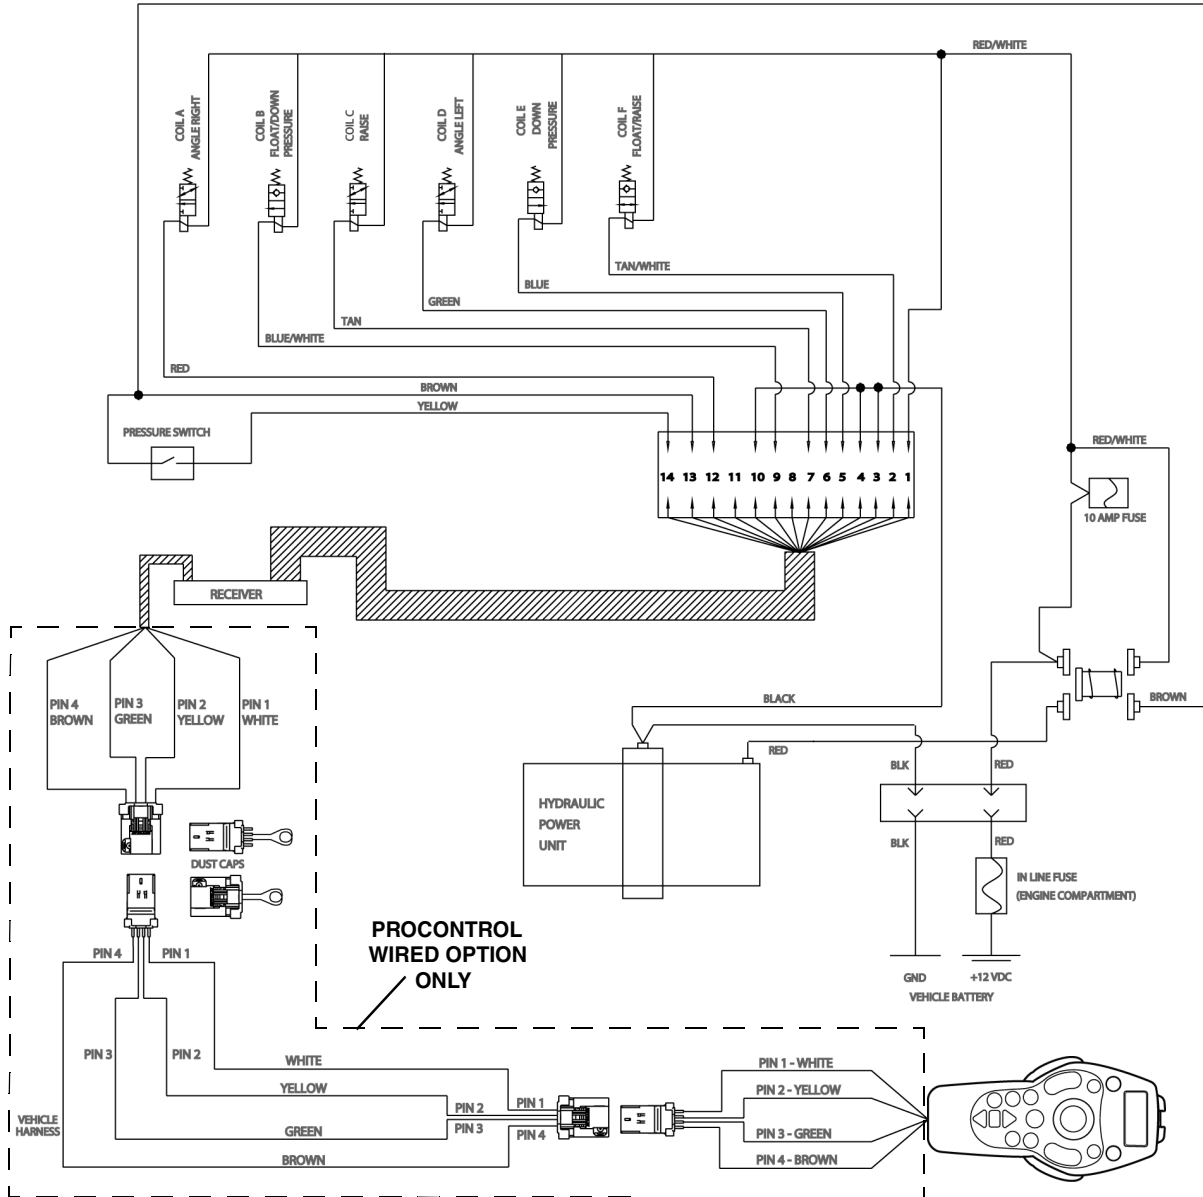 RED/WHITE
COIL A
ANGLE RIGHT
COIL B
FLOAT/DOWN
PRESSURE
COIL C
RAISE
COIL D
ANGLE LEFT
COIL E
DOWN
PRESSURE
COIL F
FLOAT/RAISE
TAN/WHITE
BLUE
GREEN
TAN
BLUE/WHITE
RED
BROWN
YELLOW
PRESSURE SWITCH
RED/WHITE
14 13 12 11 10 9 8 7 6 5 4 3 2 1
10 AMP FUSE
RECEIVER
PIN 4
BROWN
PIN 3
GREEN
PIN 2
YELLOW
PIN 1
WHITE
BLACK
BROWN
RED
BLK
RED
HYDRAULIC
POWER
UNIT
BLK
RED
DUST CAPS
IN LINE FUSE
(ENGINE COMPARTMENT)
PROCONTROL
WIRED OPTION
ONLY
PIN 4
PIN 1
GND
+12 VDC
VEHICLE BATTERY
PIN 3
PIN 2
WHITE
YELLOW
GREEN
BROWN
VEHICLE
HARNESS
PIN 1
PIN 2
PIN 3
PIN 4
PIN 1 - WHITE
PIN 2 - YELLOW
PIN 3 - GREEN
PIN 4 - BROWN